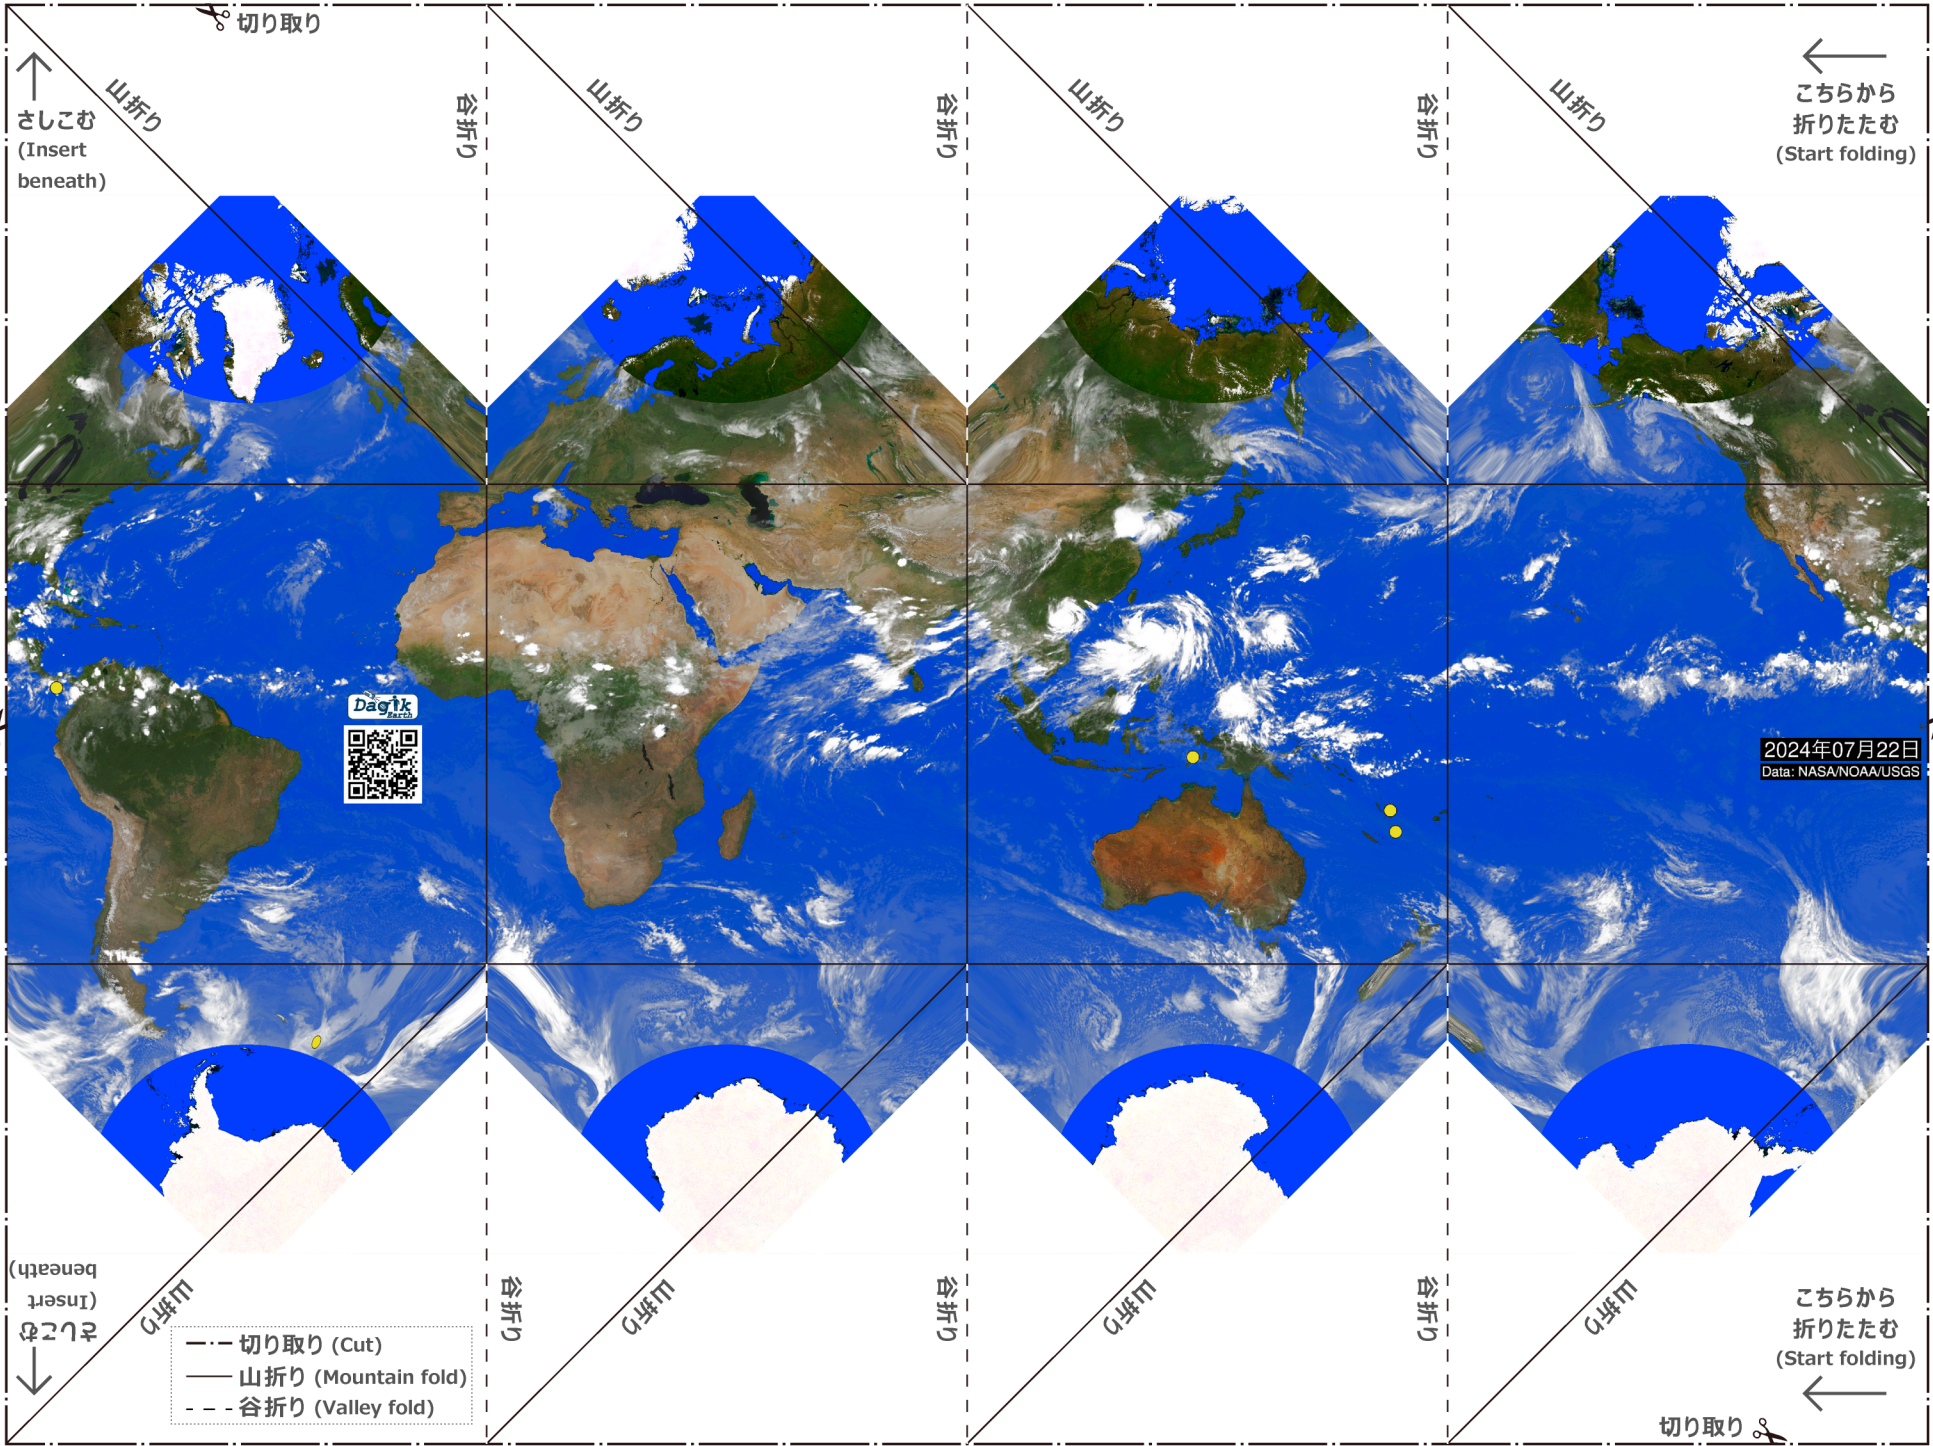 切り取り
さしこむ
(Insert
beneath)
山折り
谷折り
山折り
谷折り
山折り
谷折り
山折り
こちらから
折りたたむ
(Start folding)
Dagik
Earth
2024年07月22日
Data: NASA/NOAA/USGS
さしこむ
(Insert
beneath)
山折り
谷折り
山折り
谷折り
山折り
谷折り
山折り
こちらから
折りたたむ
(Start folding)
切り取り (Cut)
山折り (Mountain fold)
谷折り (Valley fold)
切り取り